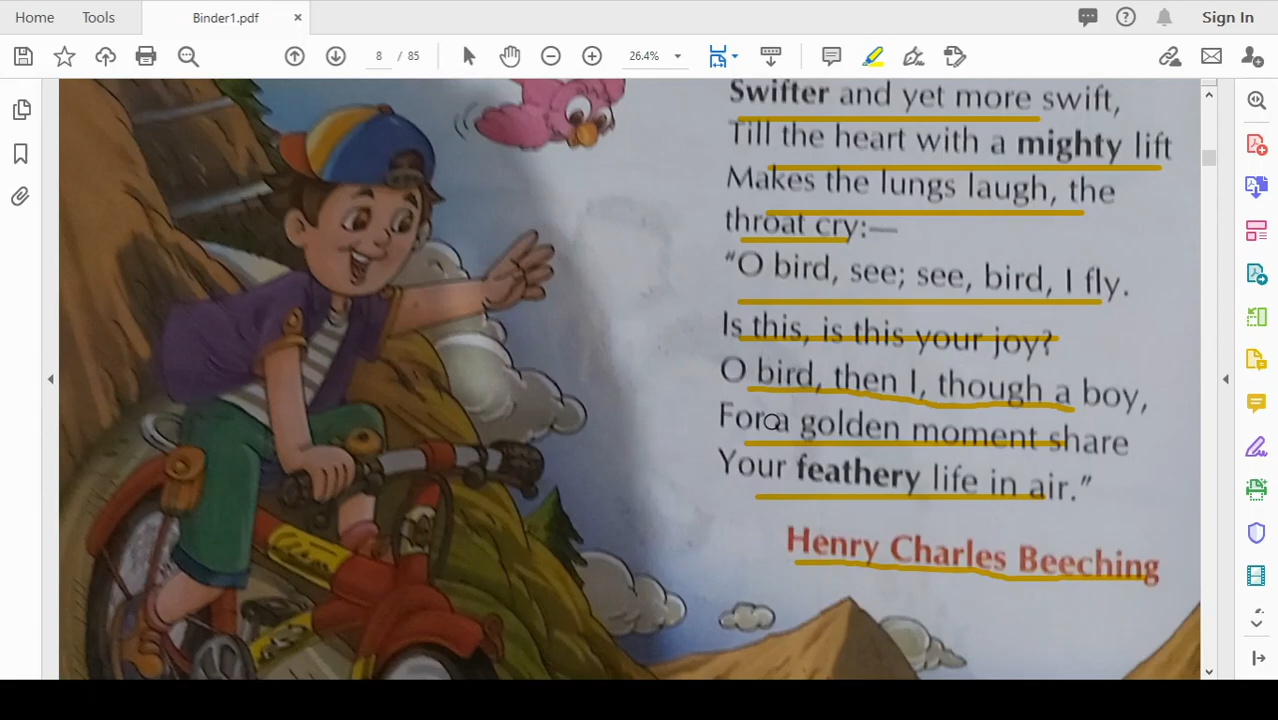 Home Tools Binder1.pdf × Sign In
8 / 85 26.4%
Swifter and yet more swift,
Till the heart with a mighty lift
Makes the lungs laugh, the
throat cry:—
“O bird, see; see, bird, I fly.
Is this, is this your joy?
O bird, then I, though a boy,
For a golden moment share
Your feathery life in air.”
Henry Charles Beeching